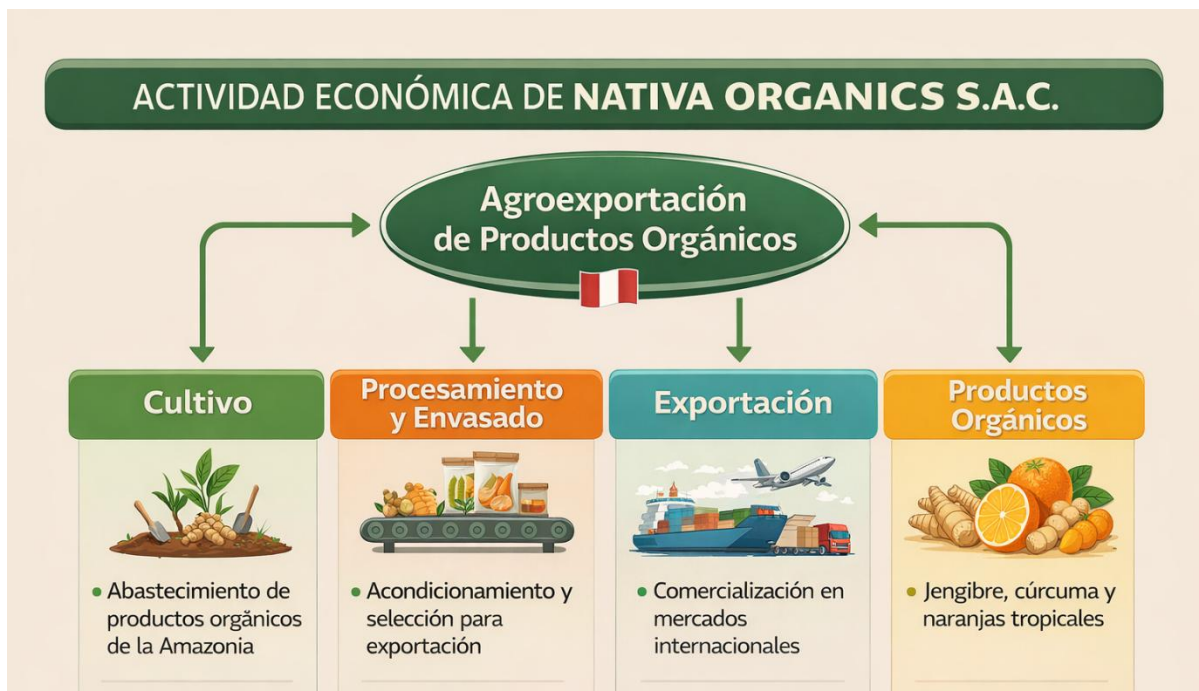 ACTIVIDAD ECONÓMICA DE NATIVA ORGANICS S.A.C.
Agroexportación
de Productos Orgánicos
Cultivo
• Abastecimiento de
productos orgănicos
de la Amazonia
Procesamiento
y Envasado
• Acondicionamiento y
selección para
exportación
Exportación
• Comercialización en
mercados
internacionales
Productos
Orgánicos
• Jengibre, cúrcuma y
naranjas tropicales